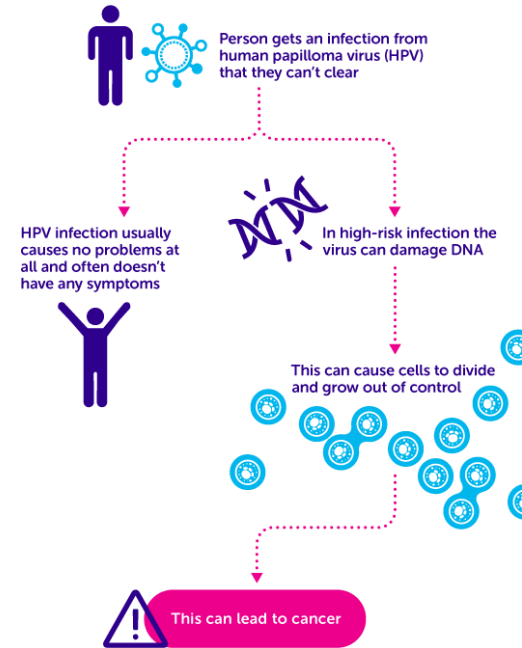 Person gets an infection from
human papilloma virus (HPV)
that they can't clear
HPV infection usually
causes no problems at
all and often doesn't
have any symptoms
In high-risk infection the
virus can damage DNA
This can cause cells to divide
and grow out of control
!
This can lead to cancer